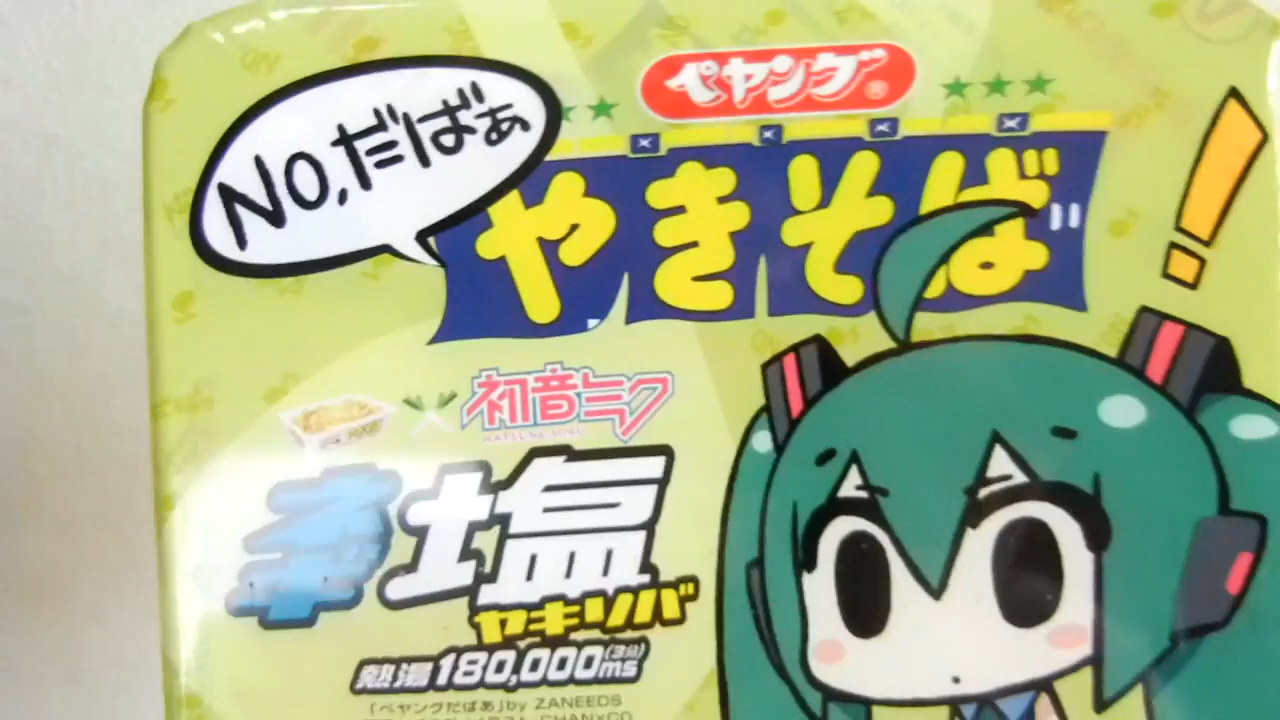 NO,だばぁ
ペヤング®
やきそば
初音ミク
HATSUNE MIKU
辛塩
ヤキソバ
熱湯180,000ms
(3分)
「ペヤングだばぁ」by ZANEEDS